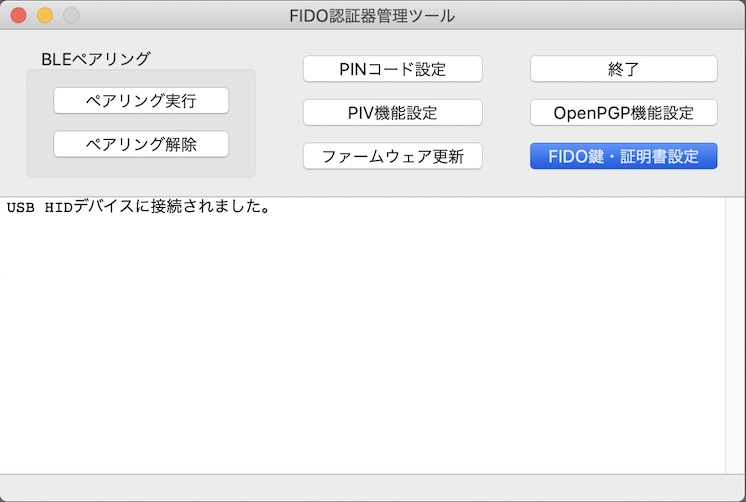 FIDO認証器管理ツール
BLEペアリング
ペアリング実行
ペアリング解除
PINコード設定
PIV機能設定
ファームウェア更新
終了
OpenPGP機能設定
FIDO鍵・証明書設定
USB HIDデバイスに接続されました。